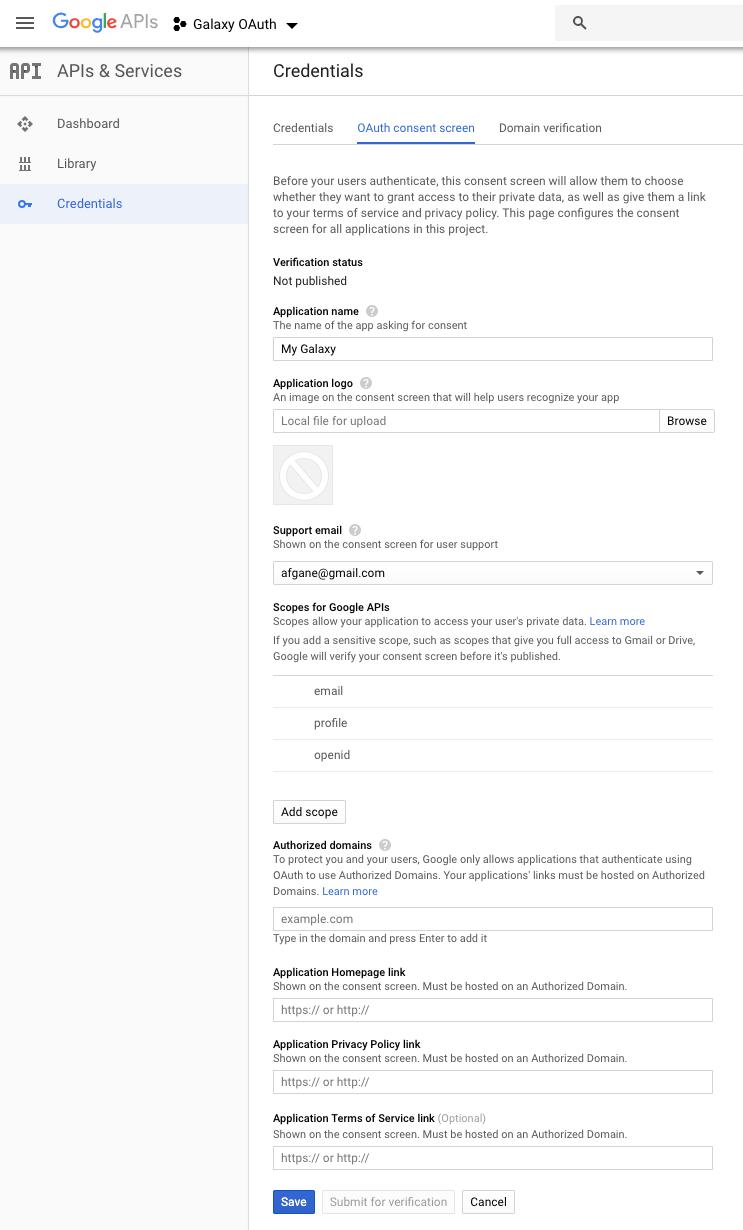 Google APIs
Galaxy OAuth
API APIs & Services
Credentials
Dashboard
Library
Credentials
Credentials OAuth consent screen Domain verification
Before your users authenticate, this consent screen will allow them to choose
whether they want to grant access to their private data, as well as give them a link
to your terms of service and privacy policy. This page configures the consent
screen for all applications in this project.
Verification status
Not published
Application name ?
The name of the app asking for consent
My Galaxy
Application logo ?
An image on the consent screen that will help users recognize your app
Local file for upload Browse
Support email ?
Shown on the consent screen for user support
afgane@gmail.com
Scopes for Google APIs
Scopes allow your application to access your user's private data. Learn more
If you add a sensitive scope, such as scopes that give you full access to Gmail or Drive,
Google will verify your consent screen before it's published.
email
profile
openid
Add scope
Authorized domains ?
To protect you and your users, Google only allows applications that authenticate using
OAuth to use Authorized Domains. Your applications' links must be hosted on Authorized
Domains. Learn more
example.com
Type in the domain and press Enter to add it
Application Homepage link
Shown on the consent screen. Must be hosted on an Authorized Domain.
https:// or http://
Application Privacy Policy link
Shown on the consent screen. Must be hosted on an Authorized Domain.
https:// or http://
Application Terms of Service link (Optional)
Shown on the consent screen. Must be hosted on an Authorized Domain.
https:// or http://
Save Submit for verification Cancel